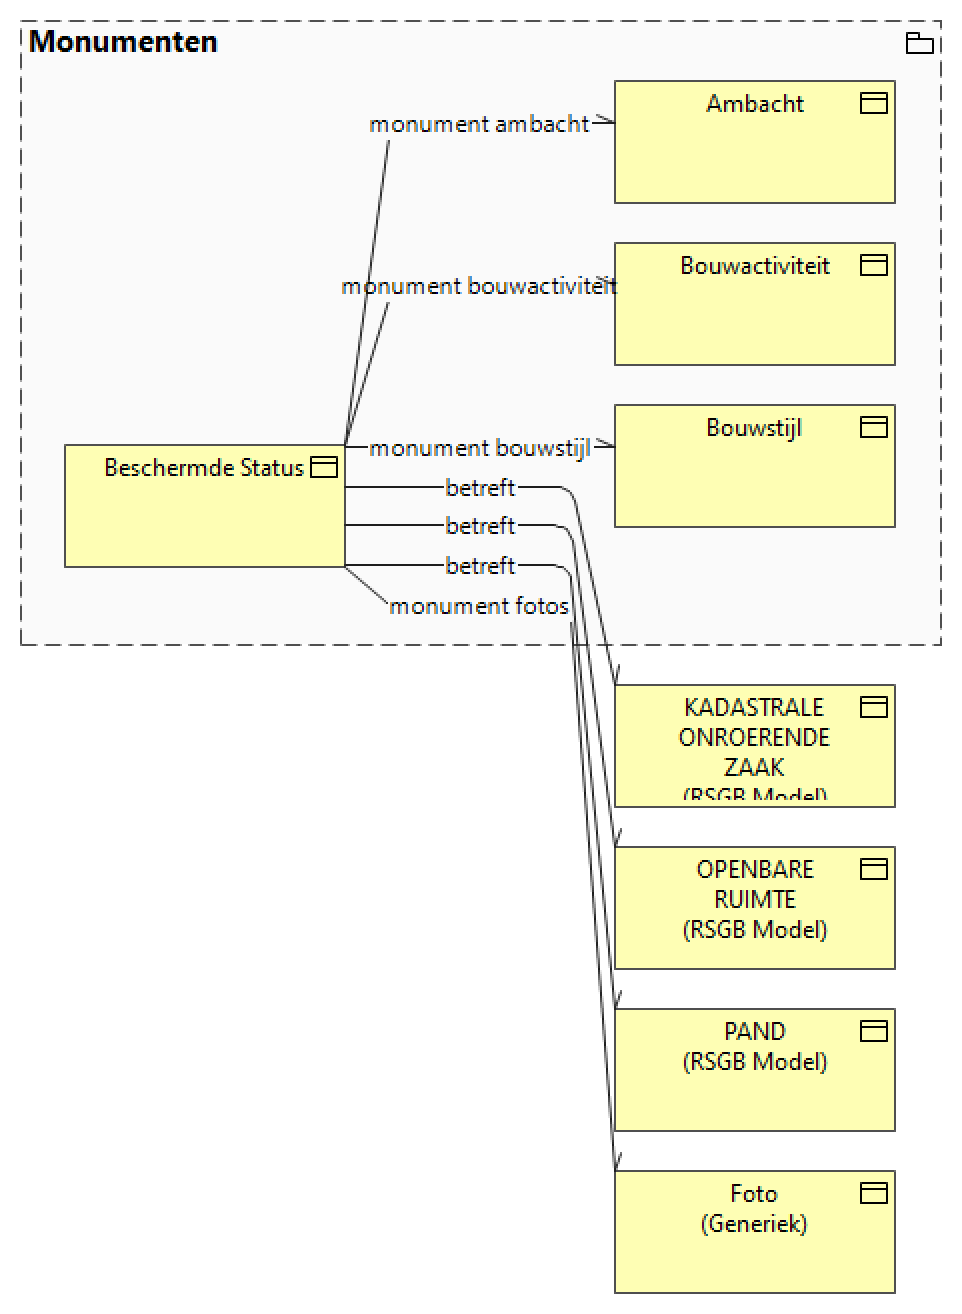 Monumenten
Ambacht
monument ambacht
Bouwactiviteit
monument bouwactiviteit
Bouwstijl
monument bouwstijl
Beschermde Status
betreft
betreft
betreft
monument fotos
KADASTRALE
ONROERENDE
ZAAK
(RSGB Model)
OPENBARE
RUIMTE
(RSGB Model)
PAND
(RSGB Model)
Foto
(Generiek)